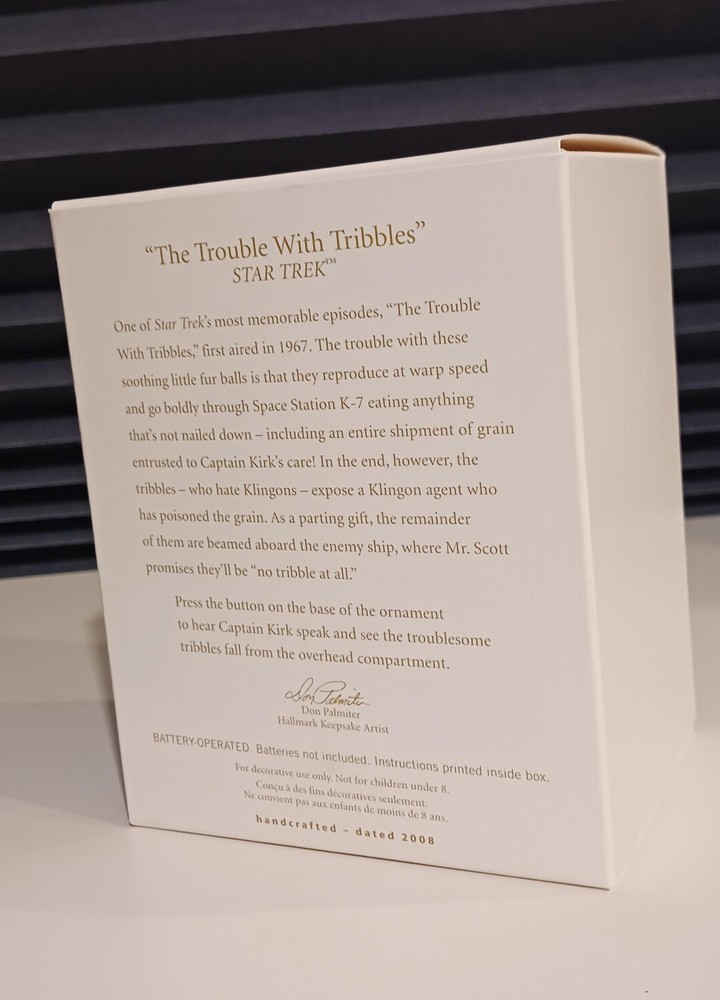 “The Trouble With Tribbles”
STAR TREK™
One of Star Trek's most memorable episodes, “The Trouble
With Tribbles,” first aired in 1967. The trouble with these
soothing little fur balls is that they reproduce at warp speed
and go boldly through Space Station K-7 eating anything
that's not nailed down – including an entire shipment of grain
entrusted to Captain Kirk's care! In the end, however, the
tribbles – who hate Klingons – expose a Klingon agent who
has poisoned the grain. As a parting gift, the remainder
of them are beamed aboard the enemy ship, where Mr. Scott
promises they'll be “no tribble at all.”
Press the button on the base of the ornament
to hear Captain Kirk speak and see the troublesome
tribbles fall from the overhead compartment.
Don Palmiter
Don Palmiter
Hallmark Keepsake Artist
BATTERY-OPERATED. Batteries not included. Instructions printed inside box.
For decorative use only. Not for children under 8.
Conçu à des fins décoratives seulement.
Ne convient pas aux enfants de moins de 8 ans.
handcrafted – dated 2008